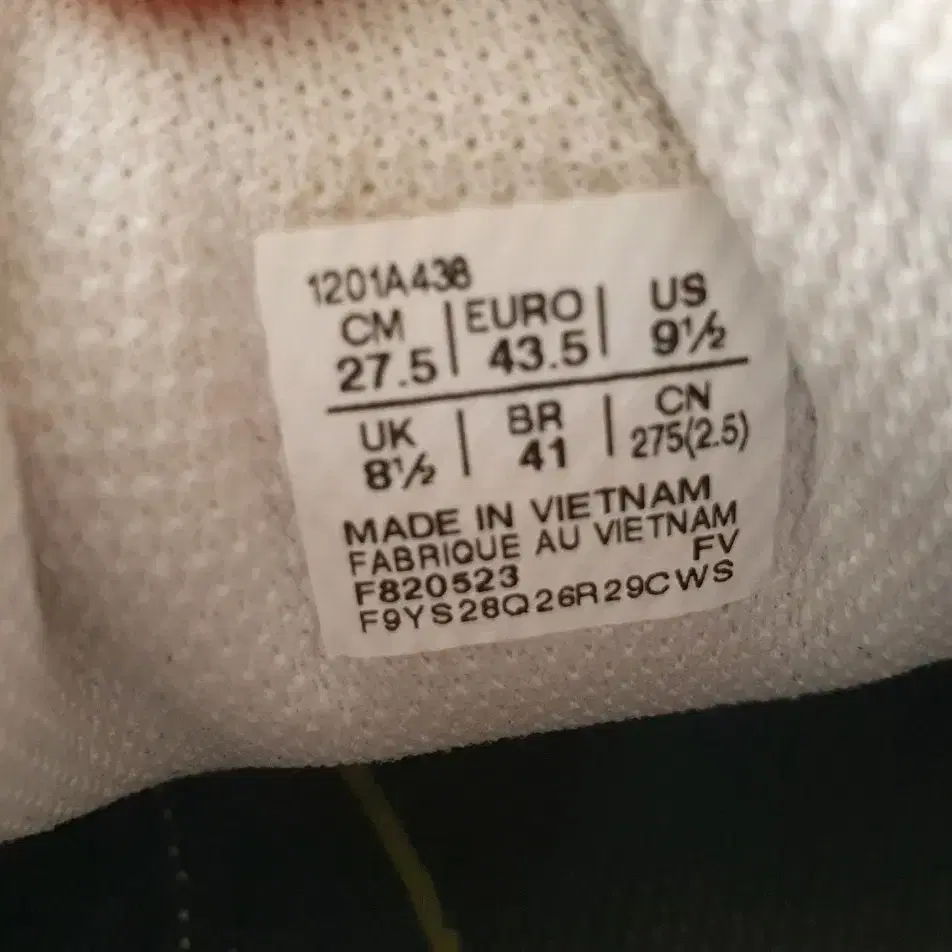 1201A438
CM | EURO | US
27.5 | 43.5 | 9½
UK | BR | CN
8½ | 41 | 275(2.5)
MADE IN VIETNAM
FABRIQUE AU VIETNAM
F820523 FV
F9YS28Q26R29CWS